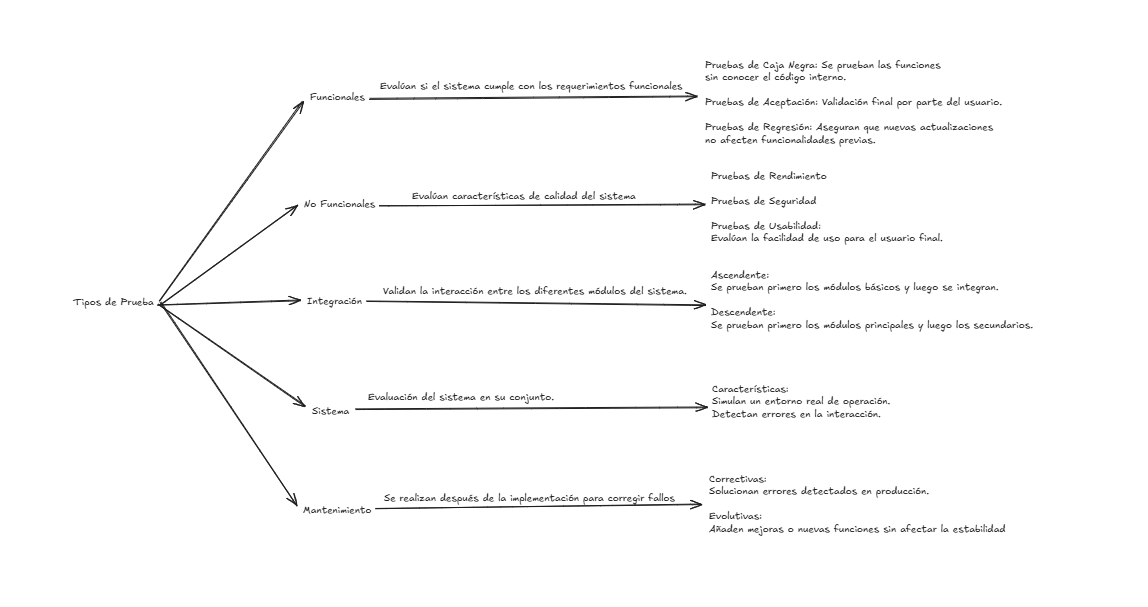 Tipos de Prueba
Funcionales
Evalúan si el sistema cumple con los requerimientos funcionales
Pruebas de Caja Negra: Se prueban las funciones
sin conocer el código interno.
Pruebas de Aceptación: Validación final por parte del usuario.
Pruebas de Regresión: Aseguran que nuevas actualizaciones
no afecten funcionalidades previas.
No Funcionales
Evalúan características de calidad del sistema
Pruebas de Rendimiento
Pruebas de Seguridad
Pruebas de Usabilidad:
Evalúan la facilidad de uso para el usuario final.
Integración
Validan la interacción entre los diferentes módulos del sistema.
Ascendente:
Se prueban primero los módulos básicos y luego se integran.
Descendente:
Se prueban primero los módulos principales y luego los secundarios.
Sistema
Evaluación del sistema en su conjunto.
Características:
Simulan un entorno real de operación.
Detectan errores en la interacción.
Mantenimiento
Se realizan después de la implementación para corregir fallos
Correctivas:
Solucionan errores detectados en producción.
Evolutivas:
Añaden mejoras o nuevas funciones sin afectar la estabilidad